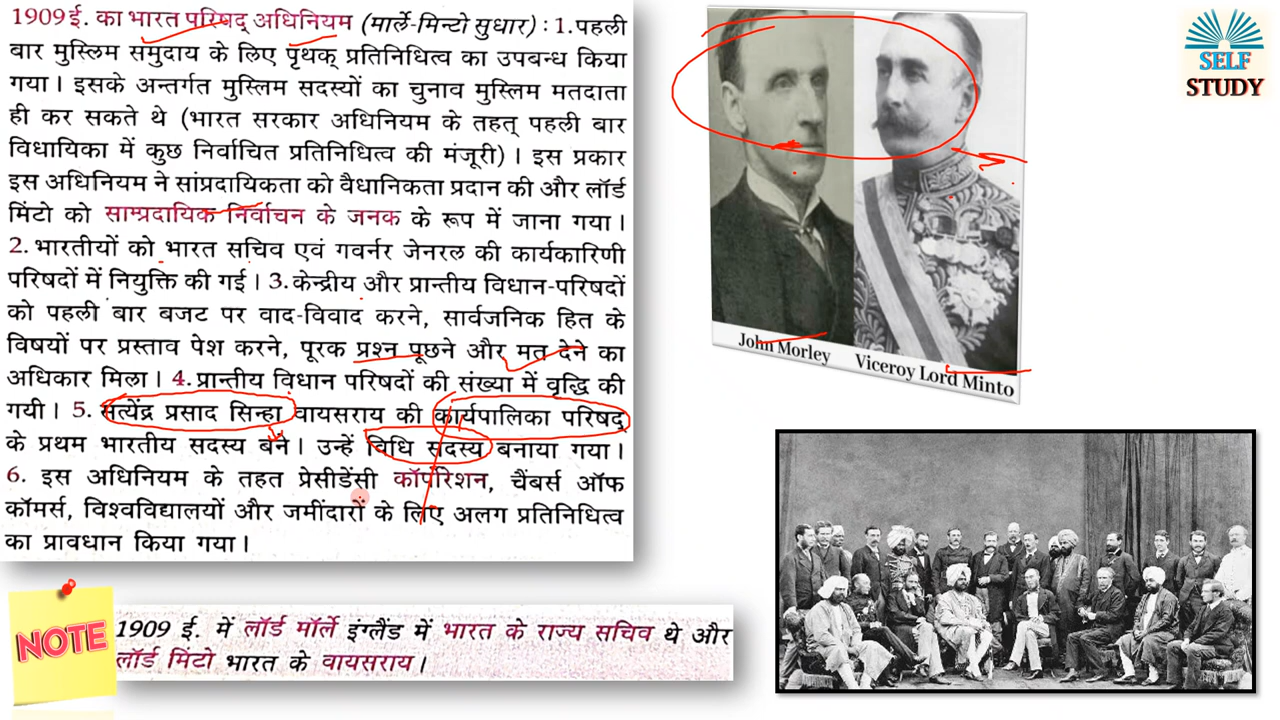 1909 ई. का भारत परिषद् अधिनियम (मार्ले-मिन्टो सुधार) : 1. पहली
बार मुस्लिम समुदाय के लिए पृथक् प्रतिनिधित्व का उपबन्ध किया
गया। इसके अन्तर्गत मुस्लिम सदस्यों का चुनाव मुस्लिम मतदाता
ही कर सकते थे (भारत सरकार अधिनियम के तहत् पहली बार
विधायिका में कुछ निर्वाचित प्रतिनिधित्व की मंजूरी)। इस प्रकार
इस अधिनियम ने सांप्रदायिकता को वैधानिकता प्रदान की और लॉर्ड
मिंटो को साम्प्रदायिक निर्वाचन के जनक के रूप में जाना गया।
2. भारतीयों को भारत सचिव एवं गवर्नर जेनरल की कार्यकारिणी
परिषदों में नियुक्ति की गई। 3. केन्द्रीय और प्रान्तीय विधान-परिषदों
को पहली बार बजट पर वाद-विवाद करने, सार्वजनिक हित के
विषयों पर प्रस्ताव पेश करने, पूरक प्रश्न पूछने और मत देने का
अधिकार मिला। 4. प्रान्तीय विधान परिषदों की संख्या में वृद्धि की
गयी। 5. सत्येंद्र प्रसाद सिन्हा वायसराय की कार्यपालिका परिषद्
के प्रथम भारतीय सदस्य बने। उन्हें विधि सदस्य बनाया गया।
6. इस अधिनियम के तहत प्रेसीडेंसी कॉर्पोरेशन, चैंबर्स ऑफ
कॉमर्स, विश्वविद्यालयों और जमींदारों के लिए अलग प्रतिनिधित्व
का प्रावधान किया गया।
John Morley Viceroy Lord Minto
SELF
STUDY
NOTE
1909 ई. में लॉर्ड मॉर्ले इंग्लैंड में भारत के राज्य सचिव थे और
लॉर्ड मिंटो भारत के वायसराय।